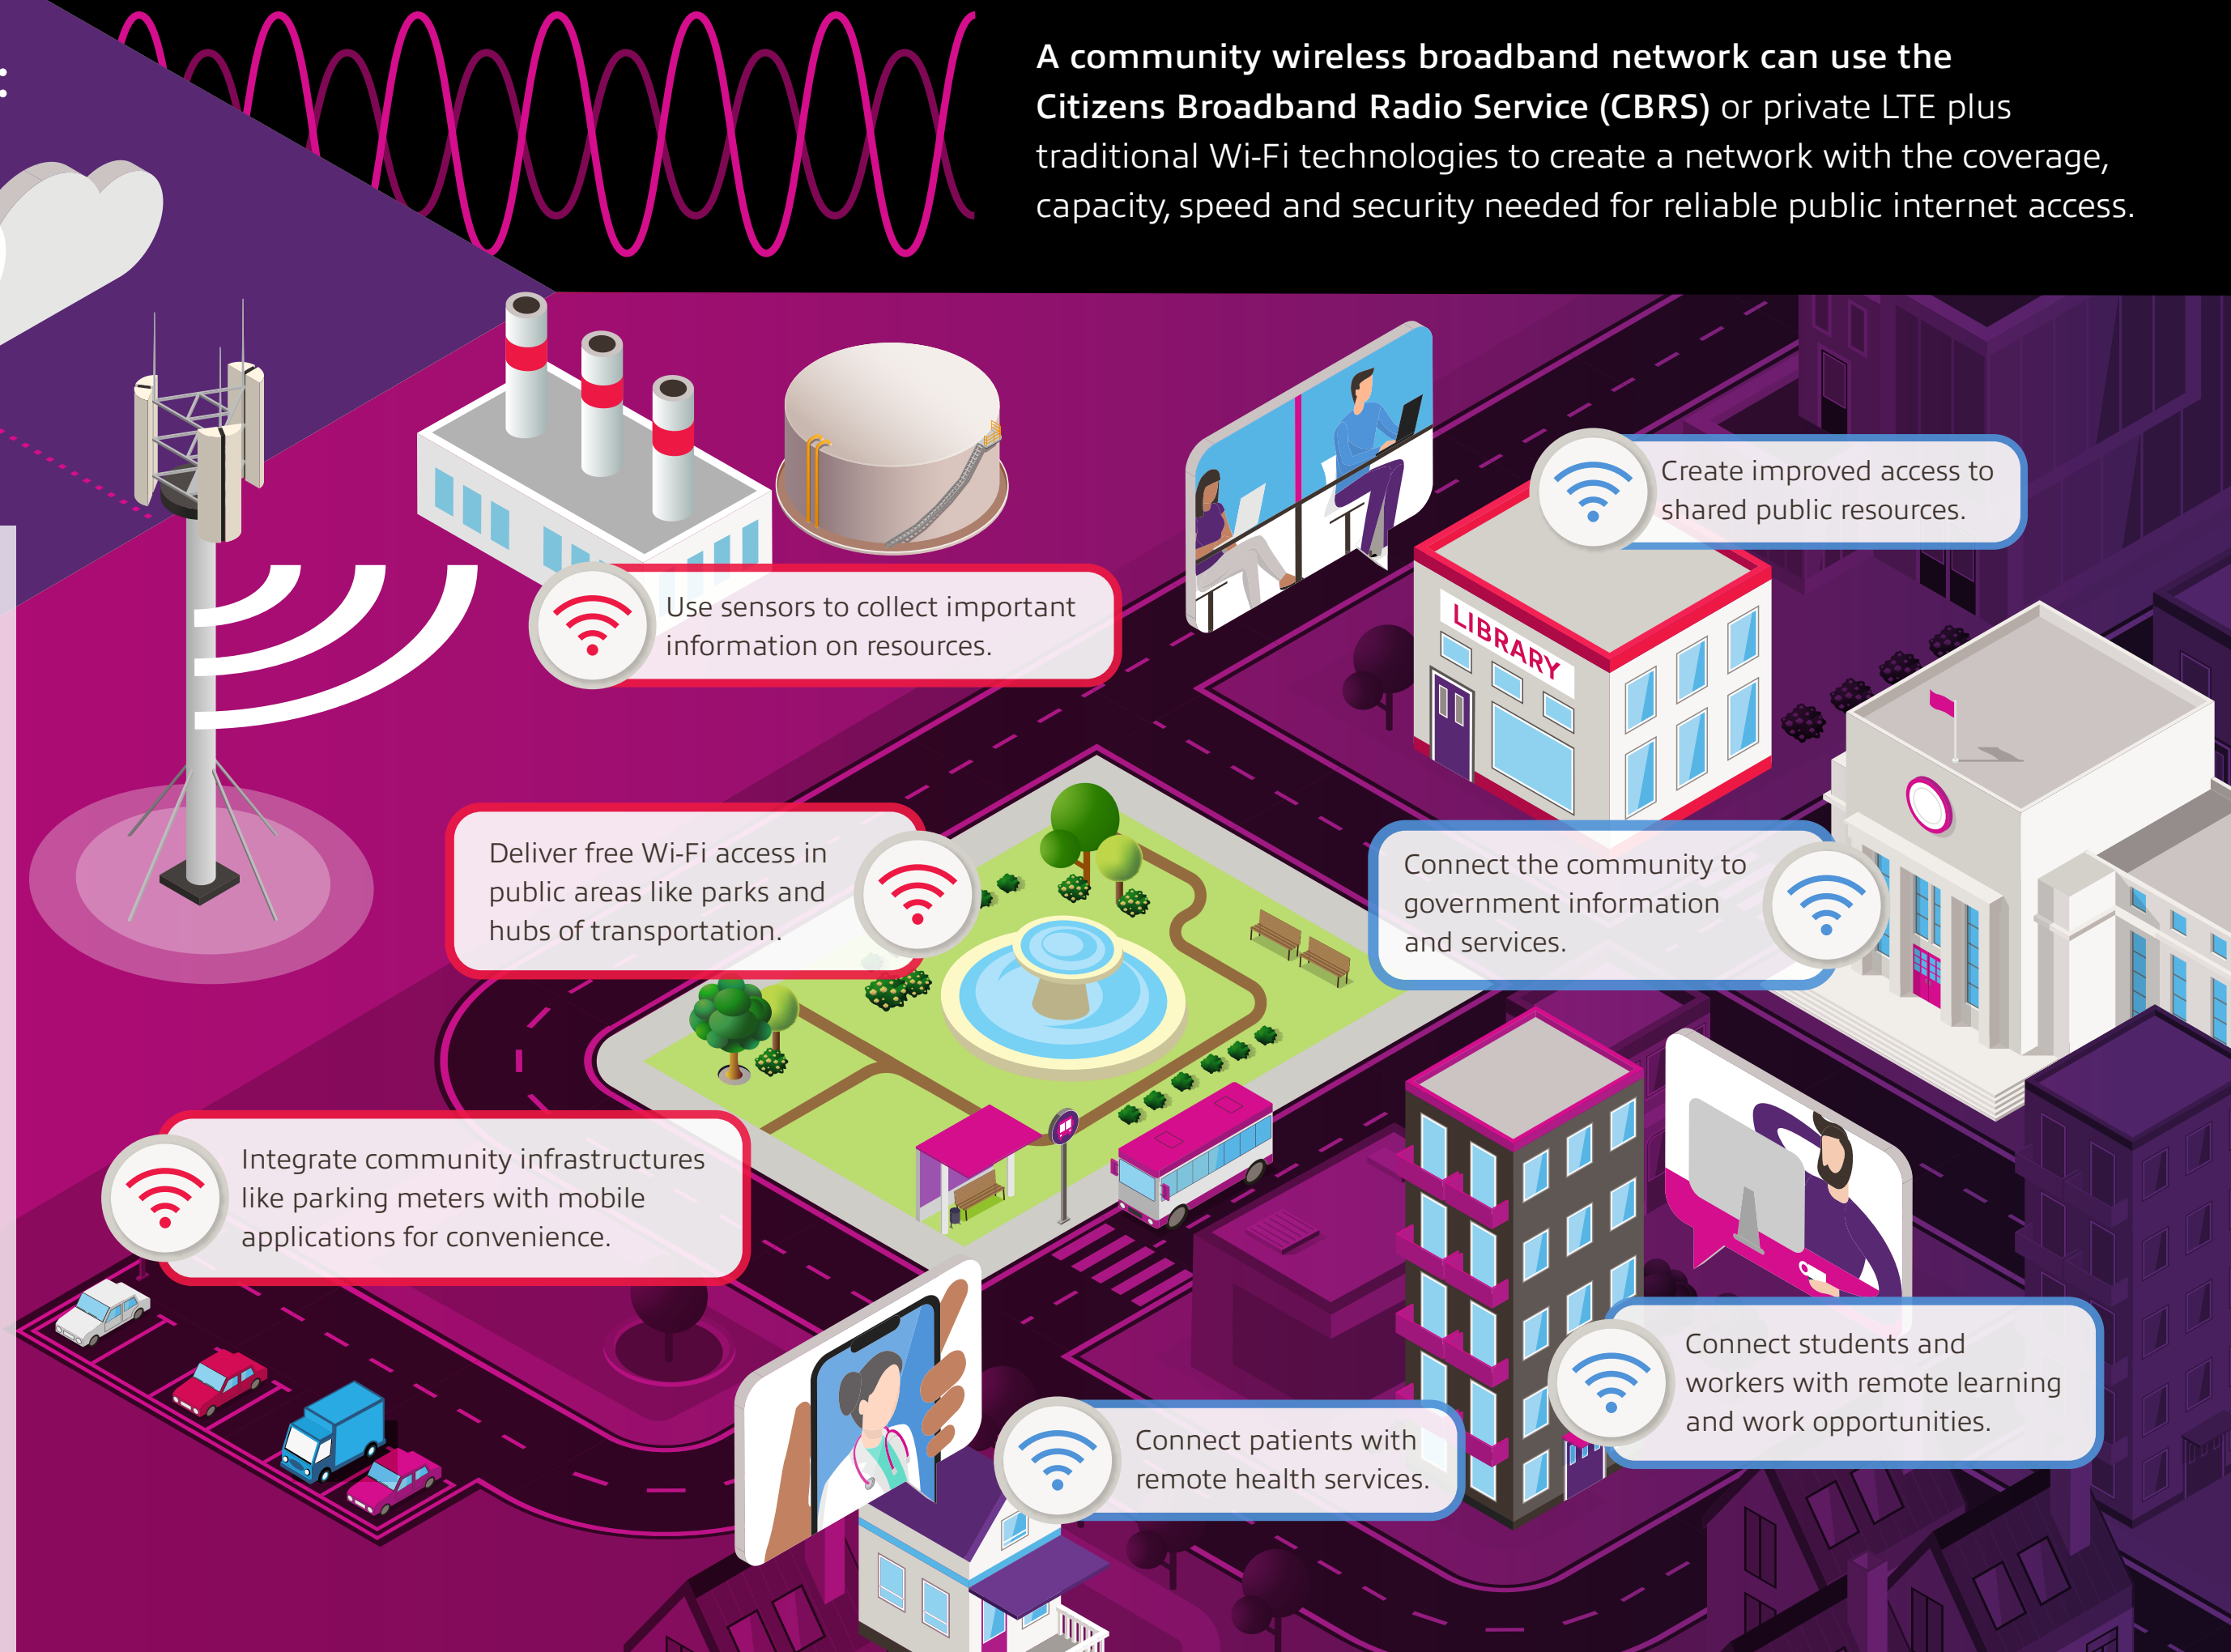 :
A community wireless broadband network can use the
Citizens Broadband Radio Service (CBRS) or private LTE plus
traditional Wi-Fi technologies to create a network with the coverage,
capacity, speed and security needed for reliable public internet access.
Create improved access to
shared public resources.
Use sensors to collect important
information on resources.
LIBRARY
Deliver free Wi-Fi access in
public areas like parks and
hubs of transportation.
Connect the community to
government information
and services.
Integrate community infrastructures
like parking meters with mobile
applications for convenience.
Connect students and
workers with remote learning
and work opportunities.
Connect patients with
remote health services.